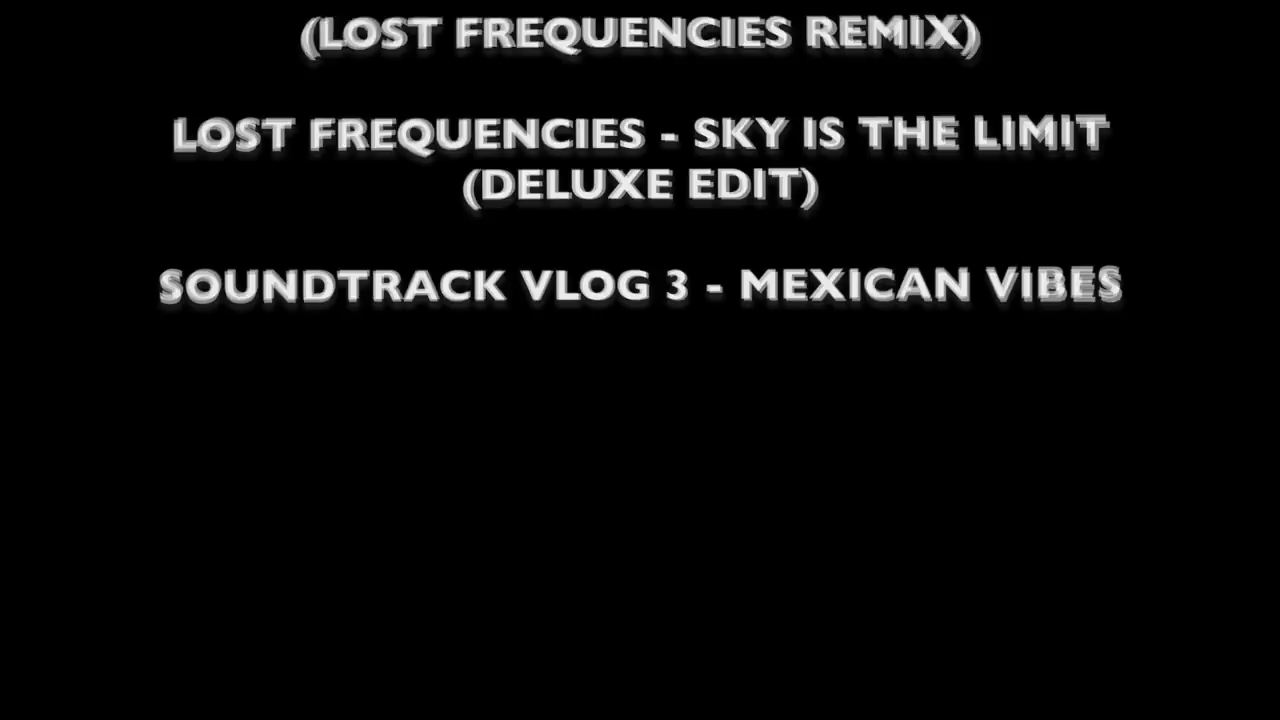 (LOST FREQUENCIES REMIX)
LOST FREQUENCIES - SKY IS THE LIMIT
(DELUXE EDIT)
SOUNDTRACK VLOG 3 - MEXICAN VIBES